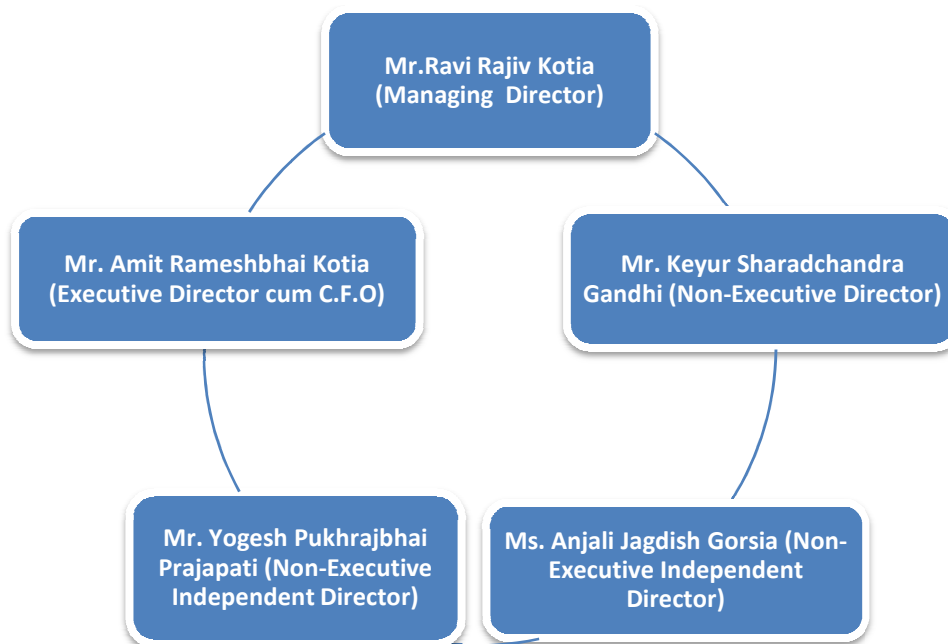 Mr.Ravi Rajiv Kotia
(Managing Director)
Mr. Amit Rameshbhai Kotia
(Executive Director cum C.F.O)
Mr. Keyur Sharadchandra
Gandhi (Non-Executive Director)
Mr. Yogesh Pukhrajbhai
Prajapati (Non-Executive
Independent Director)
Ms. Anjali Jagdish Gorsia (Non-
Executive Independent
Director)